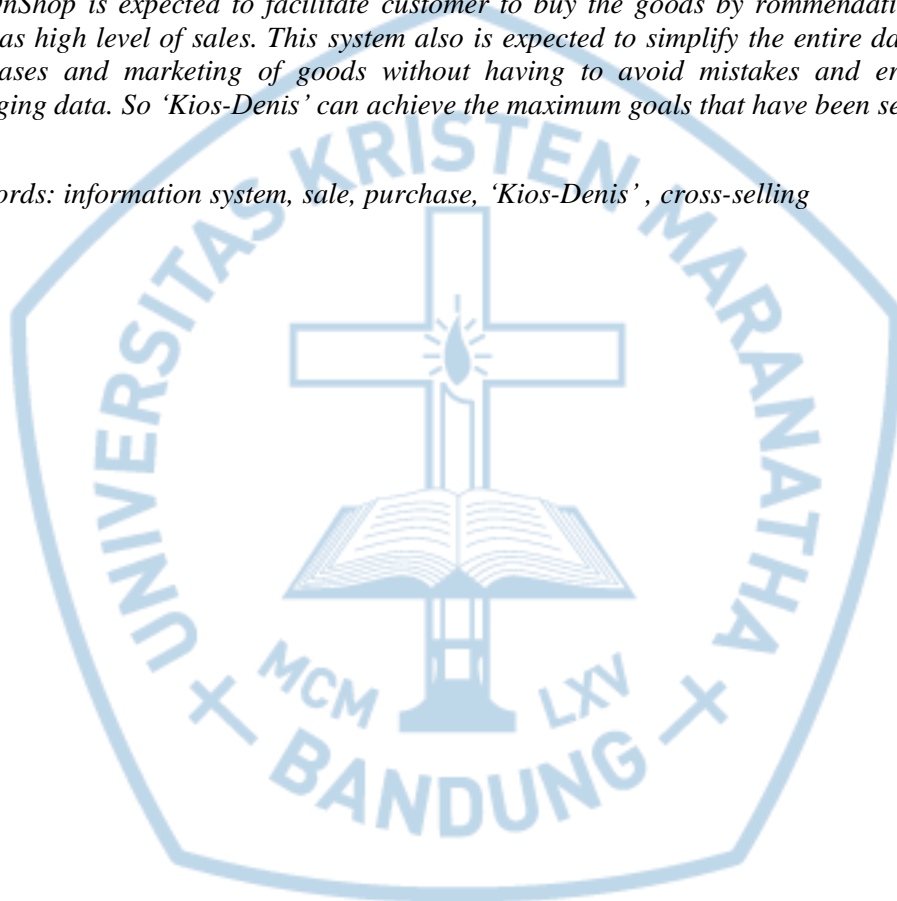 OnShop is expected to facilitate customer to buy the goods by rommendati
as high level of sales. This system also is expected to simplify the entire da
ases and marketing of goods without having to avoid mistakes and er
ging data. So ‘Kios-Denis’ can achieve the maximum goals that have been se
ords: information system, sale, purchase, ‘Kios-Denis’ , cross-selling
UNIVERSITAS KRISTEN MARANATHA
MCM LXV
BANDUNG